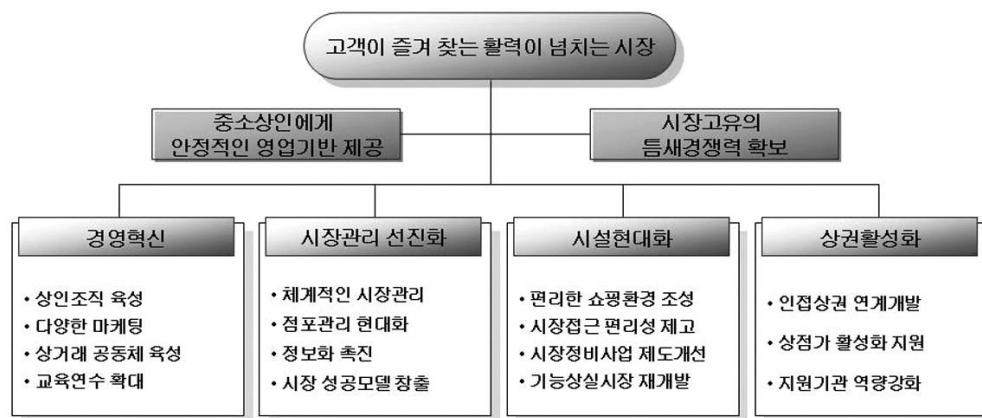 고객이 즐겨 찾는 활력이 넘치는 시장
중소상인에게
안정적인 영업기반 제공
시장고유의
틈새경쟁력 확보
경영혁신
• 상인조직 육성
• 다양한 마케팅
• 상거래 공동체 육성
• 교육연수 확대
시장관리 선진화
• 체계적인 시장관리
• 점포관리 현대화
• 정보화 촉진
• 시장 성공모델 창출
시설현대화
• 편리한 쇼핑환경 조성
• 시장접근 편리성 제고
• 시장정비사업 제도개선
• 기능상실시장 재개발
상권활성화
• 인접상권 연계개발
• 상점가 활성화 지원
• 지원기관 역량강화